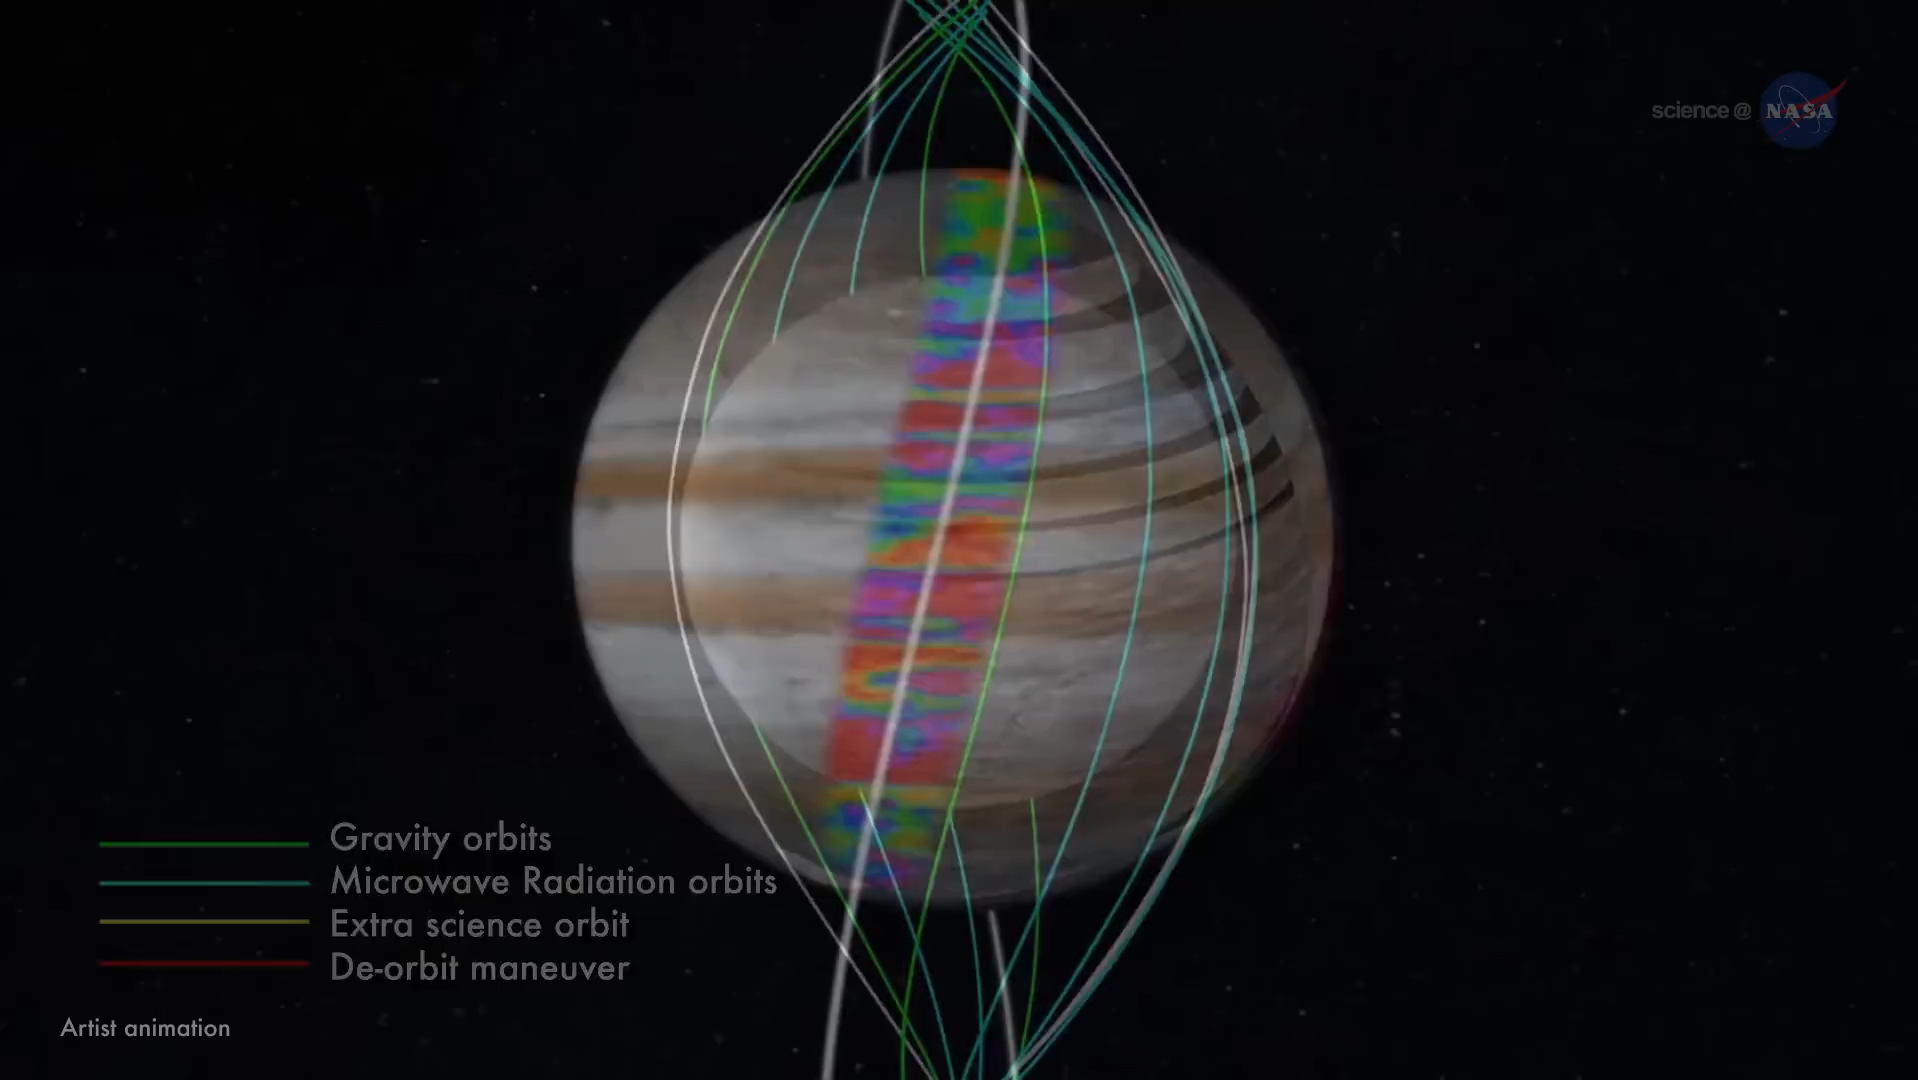 science @ NASA
Gravity orbits
Microwave Radiation orbits
Extra science orbit
De-orbit maneuver
Artist animation